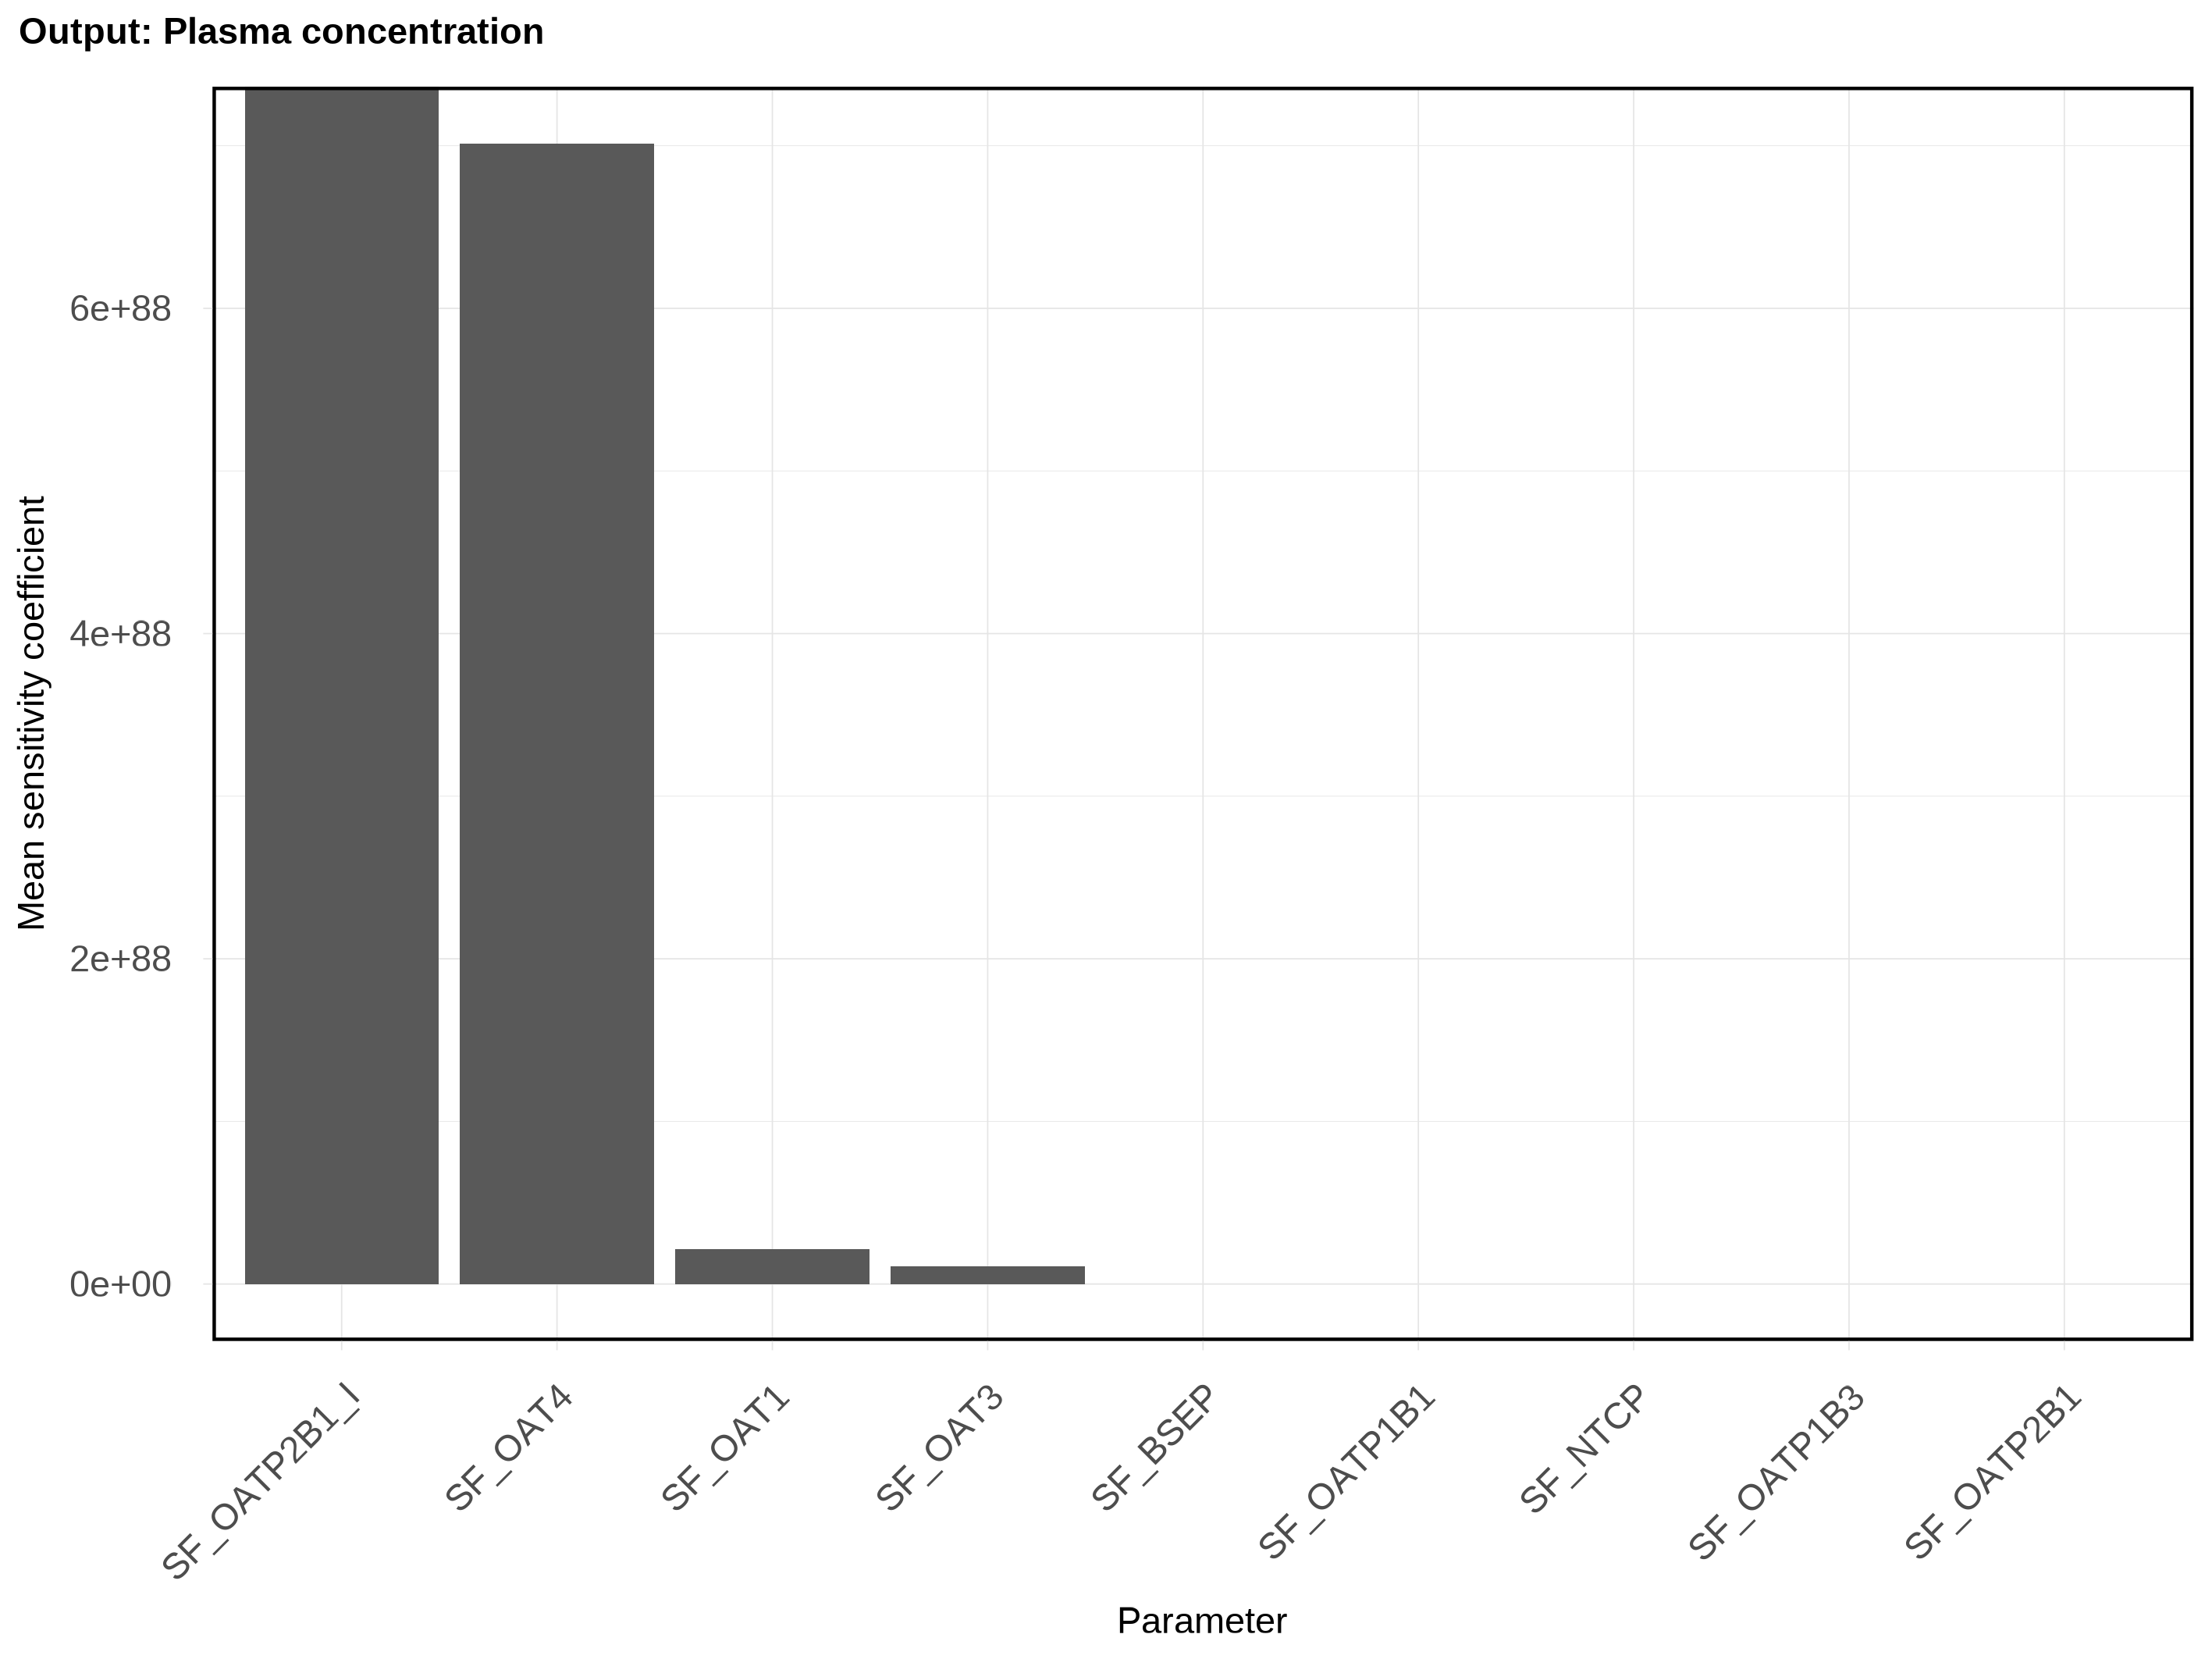 Output: Plasma concentration
Mean sensitivity coefficient
6e+88
4e+88
2e+88
0e+00
SF_OATP2B1_I
SF_OAT4
SF_OAT1
SF_OAT3
SF_BSEP
SF_OATP1B1
SF_NTCP
SF_OATP1B3
SF_OATP2B1
Parameter